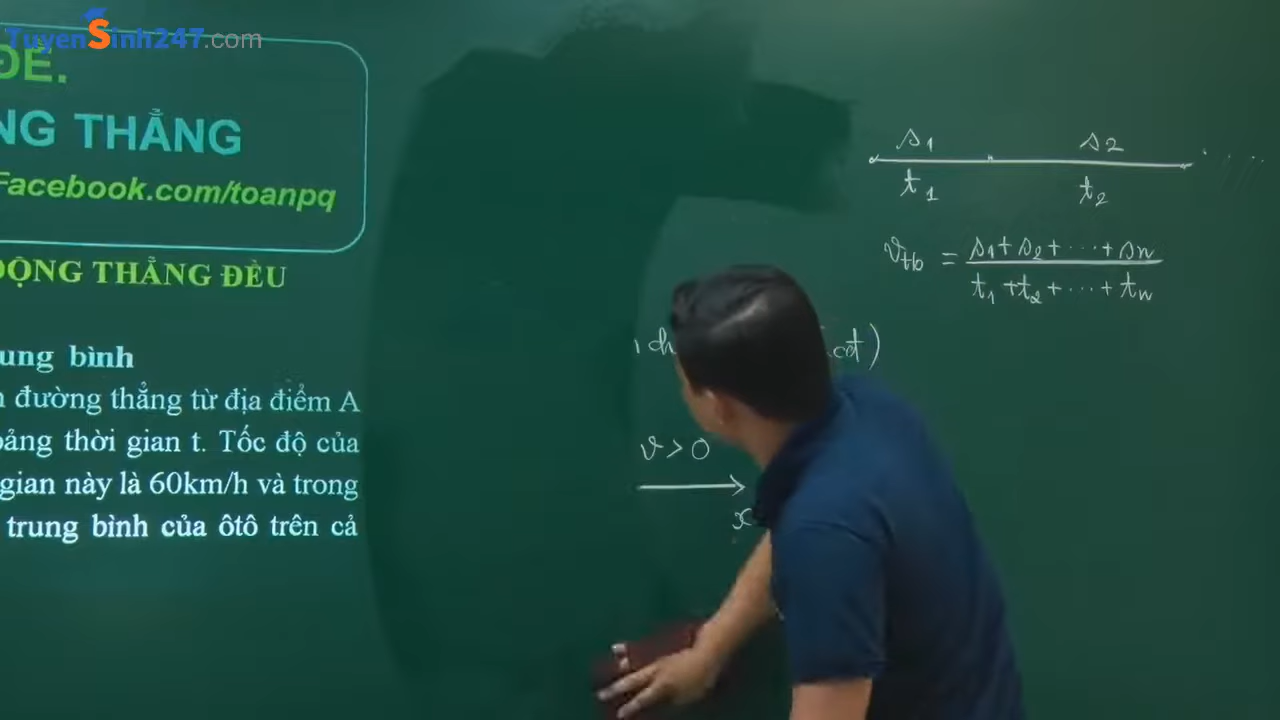 TuyenSinh247.com
ĐỀ.
NG THẲNG
Facebook.com/toanpq
ĐỘNG THẲNG ĐỀU
ung bình
đường thẳng từ địa điểm A
ảng thời gian t. Tốc độ của
gian này là 60km/h và trong
trung bình của ôtô trên cả
s1 s2 . . . .
t1 t2
vtb = s1 + s2 + ... + sn
t1 + t2 + ... + tn
v > 0
x